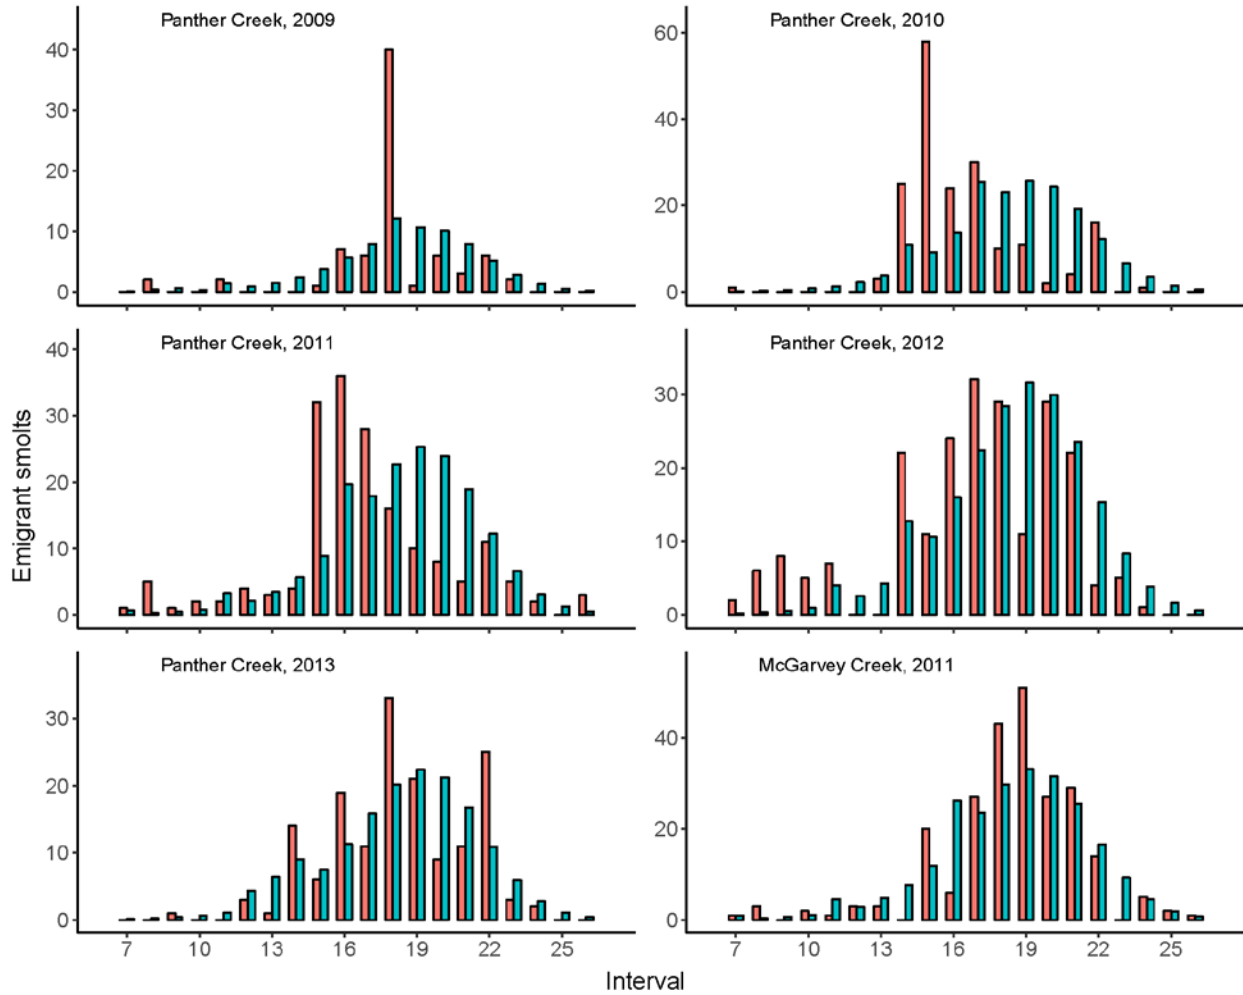 Panther Creek, 2009
Panther Creek, 2010
40
30
20
10
0
60
40
20
0
Panther Creek, 2011
Panther Creek, 2012
40
30
20
10
0
30
20
10
0
Emigrant smolts
Panther Creek, 2013
McGarvey Creek, 2011
30
20
10
0
40
20
0
7 10 13 16 19 22 25
7 10 13 16 19 22 25
Interval